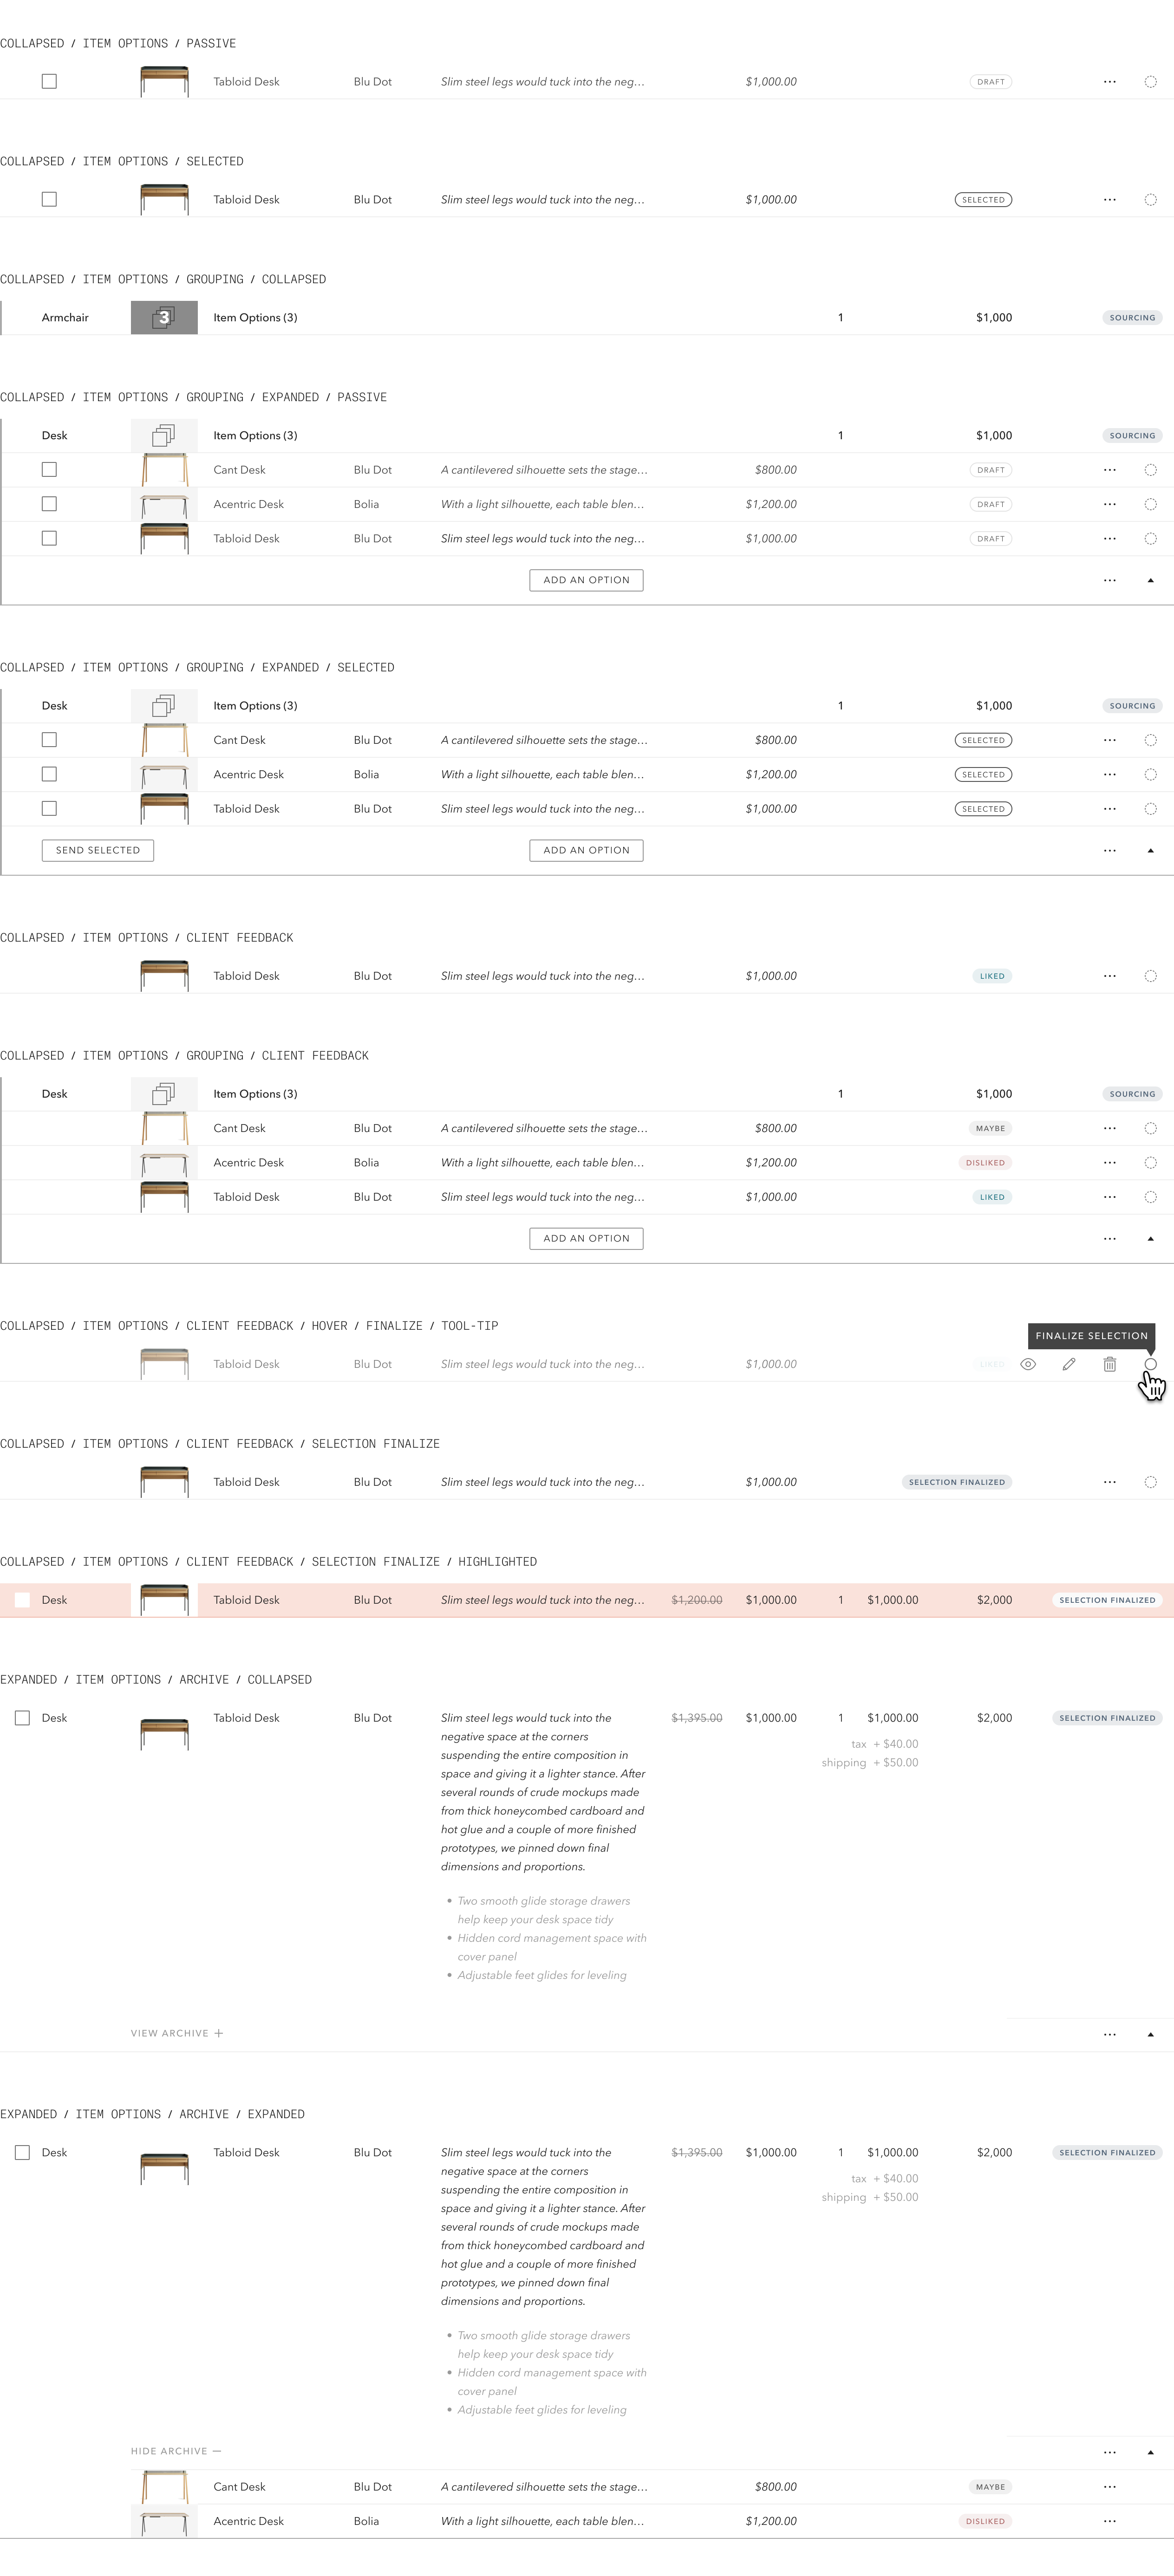 COLLAPSED / ITEM OPTIONS / PASSIVE
Tabloid Desk Blu Dot Slim steel legs would tuck into the neg... $1,000.00 DRAFT
COLLAPSED / ITEM OPTIONS / SELECTED
Tabloid Desk Blu Dot Slim steel legs would tuck into the neg... $1,000.00 SELECTED
COLLAPSED / ITEM OPTIONS / GROUPING / COLLAPSED
Armchair 3 Item Options (3) 1 $1,000 SOURCING
COLLAPSED / ITEM OPTIONS / GROUPING / EXPANDED / PASSIVE
Desk Item Options (3) 1 $1,000 SOURCING
Cant Desk Blu Dot A cantilevered silhouette sets the stage... $800.00 DRAFT
Acentric Desk Bolia With a light silhouette, each table blen... $1,200.00 DRAFT
Tabloid Desk Blu Dot Slim steel legs would tuck into the neg... $1,000.00 DRAFT
ADD AN OPTION
COLLAPSED / ITEM OPTIONS / GROUPING / EXPANDED / SELECTED
Desk Item Options (3) 1 $1,000 SOURCING
Cant Desk Blu Dot A cantilevered silhouette sets the stage... $800.00 SELECTED
Acentric Desk Bolia With a light silhouette, each table blen... $1,200.00 SELECTED
Tabloid Desk Blu Dot Slim steel legs would tuck into the neg... $1,000.00 SELECTED
SEND SELECTED ADD AN OPTION
COLLAPSED / ITEM OPTIONS / CLIENT FEEDBACK
Tabloid Desk Blu Dot Slim steel legs would tuck into the neg... $1,000.00 LIKED
COLLAPSED / ITEM OPTIONS / GROUPING / CLIENT FEEDBACK
Desk Item Options (3) 1 $1,000 SOURCING
Cant Desk Blu Dot A cantilevered silhouette sets the stage... $800.00 MAYBE
Acentric Desk Bolia With a light silhouette, each table blen... $1,200.00 DISLIKED
Tabloid Desk Blu Dot Slim steel legs would tuck into the neg... $1,000.00 LIKED
ADD AN OPTION
COLLAPSED / ITEM OPTIONS / CLIENT FEEDBACK / HOVER / FINALIZE / TOOL-TIP
FINALIZE SELECTION
Tabloid Desk Blu Dot Slim steel legs would tuck into the neg... $1,000.00 LIKED
COLLAPSED / ITEM OPTIONS / CLIENT FEEDBACK / SELECTION FINALIZE
Tabloid Desk Blu Dot Slim steel legs would tuck into the neg... $1,000.00 SELECTION FINALIZED
COLLAPSED / ITEM OPTIONS / CLIENT FEEDBACK / SELECTION FINALIZE / HIGHLIGHTED
Desk Tabloid Desk Blu Dot Slim steel legs would tuck into the neg... $1,200.00 $1,000.00 1 $1,000.00 $2,000 SELECTION FINALIZED
EXPANDED / ITEM OPTIONS / ARCHIVE / COLLAPSED
Desk Tabloid Desk Blu Dot Slim steel legs would tuck into the $1,395.00 $1,000.00 1 $1,000.00 $2,000 SELECTION FINALIZED
negative space at the corners
tax + $40.00
suspending the entire composition in
shipping + $50.00
space and giving it a lighter stance. After
several rounds of crude mockups made
from thick honeycombed cardboard and
hot glue and a couple of more finished
prototypes, we pinned down final
dimensions and proportions.
• Two smooth glide storage drawers
help keep your desk space tidy
• Hidden cord management space with
cover panel
• Adjustable feet glides for leveling
VIEW ARCHIVE +
EXPANDED / ITEM OPTIONS / ARCHIVE / EXPANDED
Desk Tabloid Desk Blu Dot Slim steel legs would tuck into the $1,395.00 $1,000.00 1 $1,000.00 $2,000 SELECTION FINALIZED
negative space at the corners
tax + $40.00
suspending the entire composition in
shipping + $50.00
space and giving it a lighter stance. After
several rounds of crude mockups made
from thick honeycombed cardboard and
hot glue and a couple of more finished
prototypes, we pinned down final
dimensions and proportions.
• Two smooth glide storage drawers
help keep your desk space tidy
• Hidden cord management space with
cover panel
• Adjustable feet glides for leveling
HIDE ARCHIVE —
Cant Desk Blu Dot A cantilevered silhouette sets the stage... $800.00 MAYBE
Acentric Desk Bolia With a light silhouette, each table blen... $1,200.00 DISLIKED